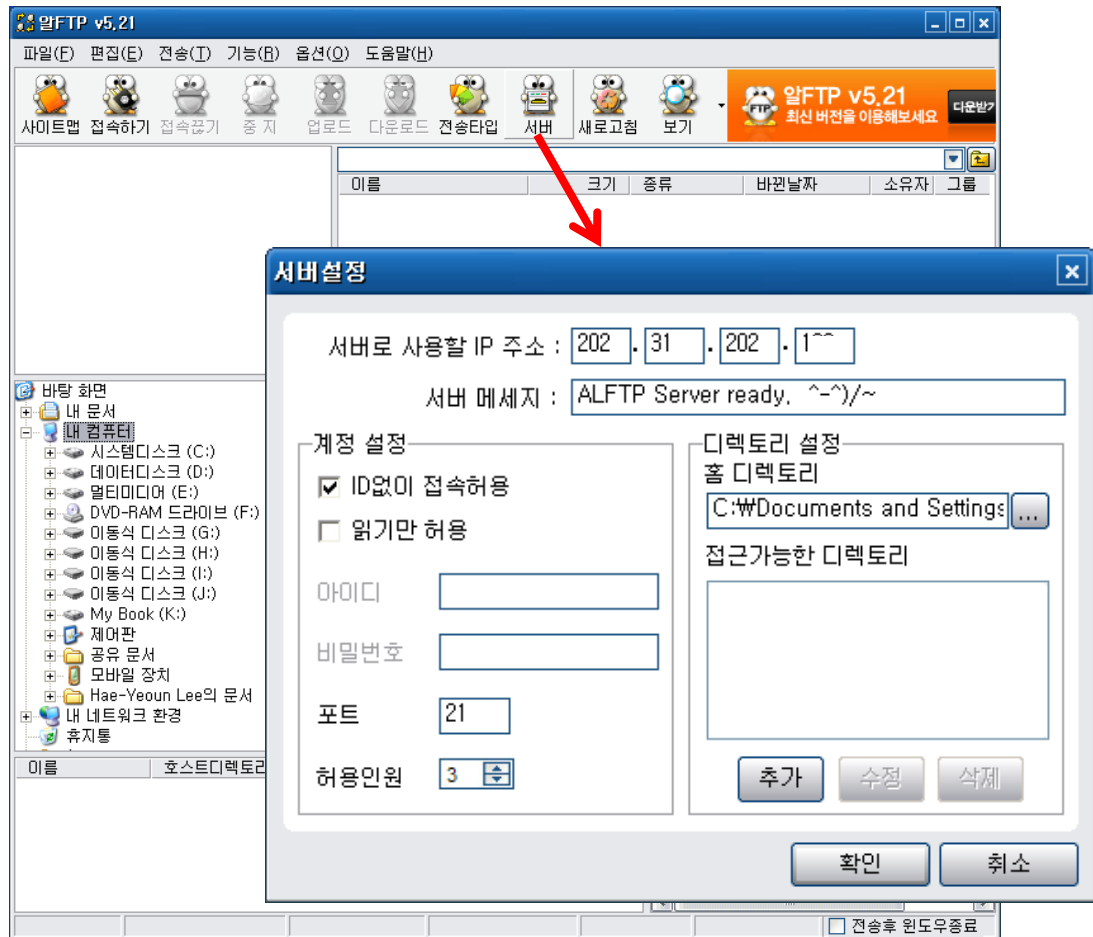 알FTP v5.21
파일(F) 편집(E) 전송(T) 기능(R) 옵션(O) 도움말(H)
사이트맵 접속하기 접속끊기 중 지 업로드 다운로드 전송타입 서버 새로고침 보기
FTP
알FTP v5.21
최신 버전을 이용해보세요
다운받기
이름 크기 종류 바뀐날짜 소유자 그룹
서버설정
서버로 사용할 IP 주소 : 202 . 31 . 202 . 1^^
서버 메세지 : ALFTP Server ready. ^-^)/~
계정 설정
ID없이 접속허용
읽기만 허용
아이디
비밀번호
포트 21
허용인원 3
디렉토리 설정
홈 디렉토리
C:₩Documents and Settings ...
접근가능한 디렉토리
추가 수정 삭제
확인 취소
바탕 화면
내 문서
내 컴퓨터
시스템디스크 (C:)
데이터디스크 (D:)
멀티미디어 (E:)
DVD-RAM 드라이브 (F:)
이동식 디스크 (G:)
이동식 디스크 (H:)
이동식 디스크 (I:)
이동식 디스크 (J:)
My Book (K:)
제어판
공유 문서
모바일 장치
Hae-Yeoun Lee의 문서
내 네트워크 환경
휴지통
이름 호스트디렉토리
전송후 윈도우종료